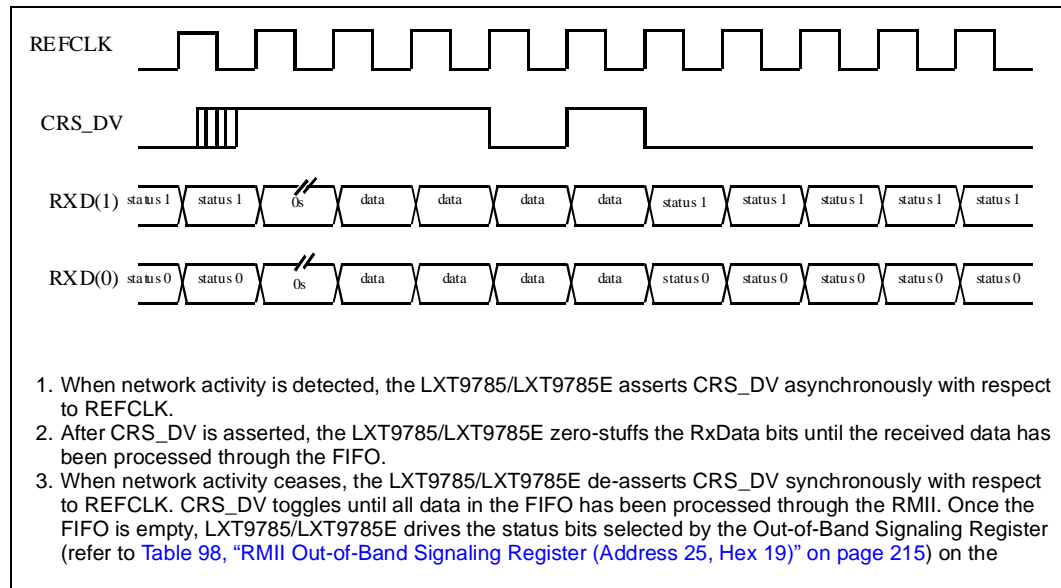 REFCLK
CRS_DV
RXD(1) status 1 status 1 0s data data data data status 1 status 1 status 1 status 1 status 1
RXD(0) status 0 status 0 0s data data data data status 0 status 0 status 0 status 0 status 0
1. When network activity is detected, the LXT9785/LXT9785E asserts CRS_DV asynchronously with respect
to REFCLK.
2. After CRS_DV is asserted, the LXT9785/LXT9785E zero-stuffs the RxData bits until the received data has
been processed through the FIFO.
3. When network activity ceases, the LXT9785/LXT9785E de-asserts CRS_DV synchronously with respect
to REFCLK. CRS_DV toggles until all data in the FIFO has been processed through the RMII. Once the
FIFO is empty, LXT9785/LXT9785E drives the status bits selected by the Out-of-Band Signaling Register
(refer to Table 98, “RMII Out-of-Band Signaling Register (Address 25, Hex 19)” on page 215) on the